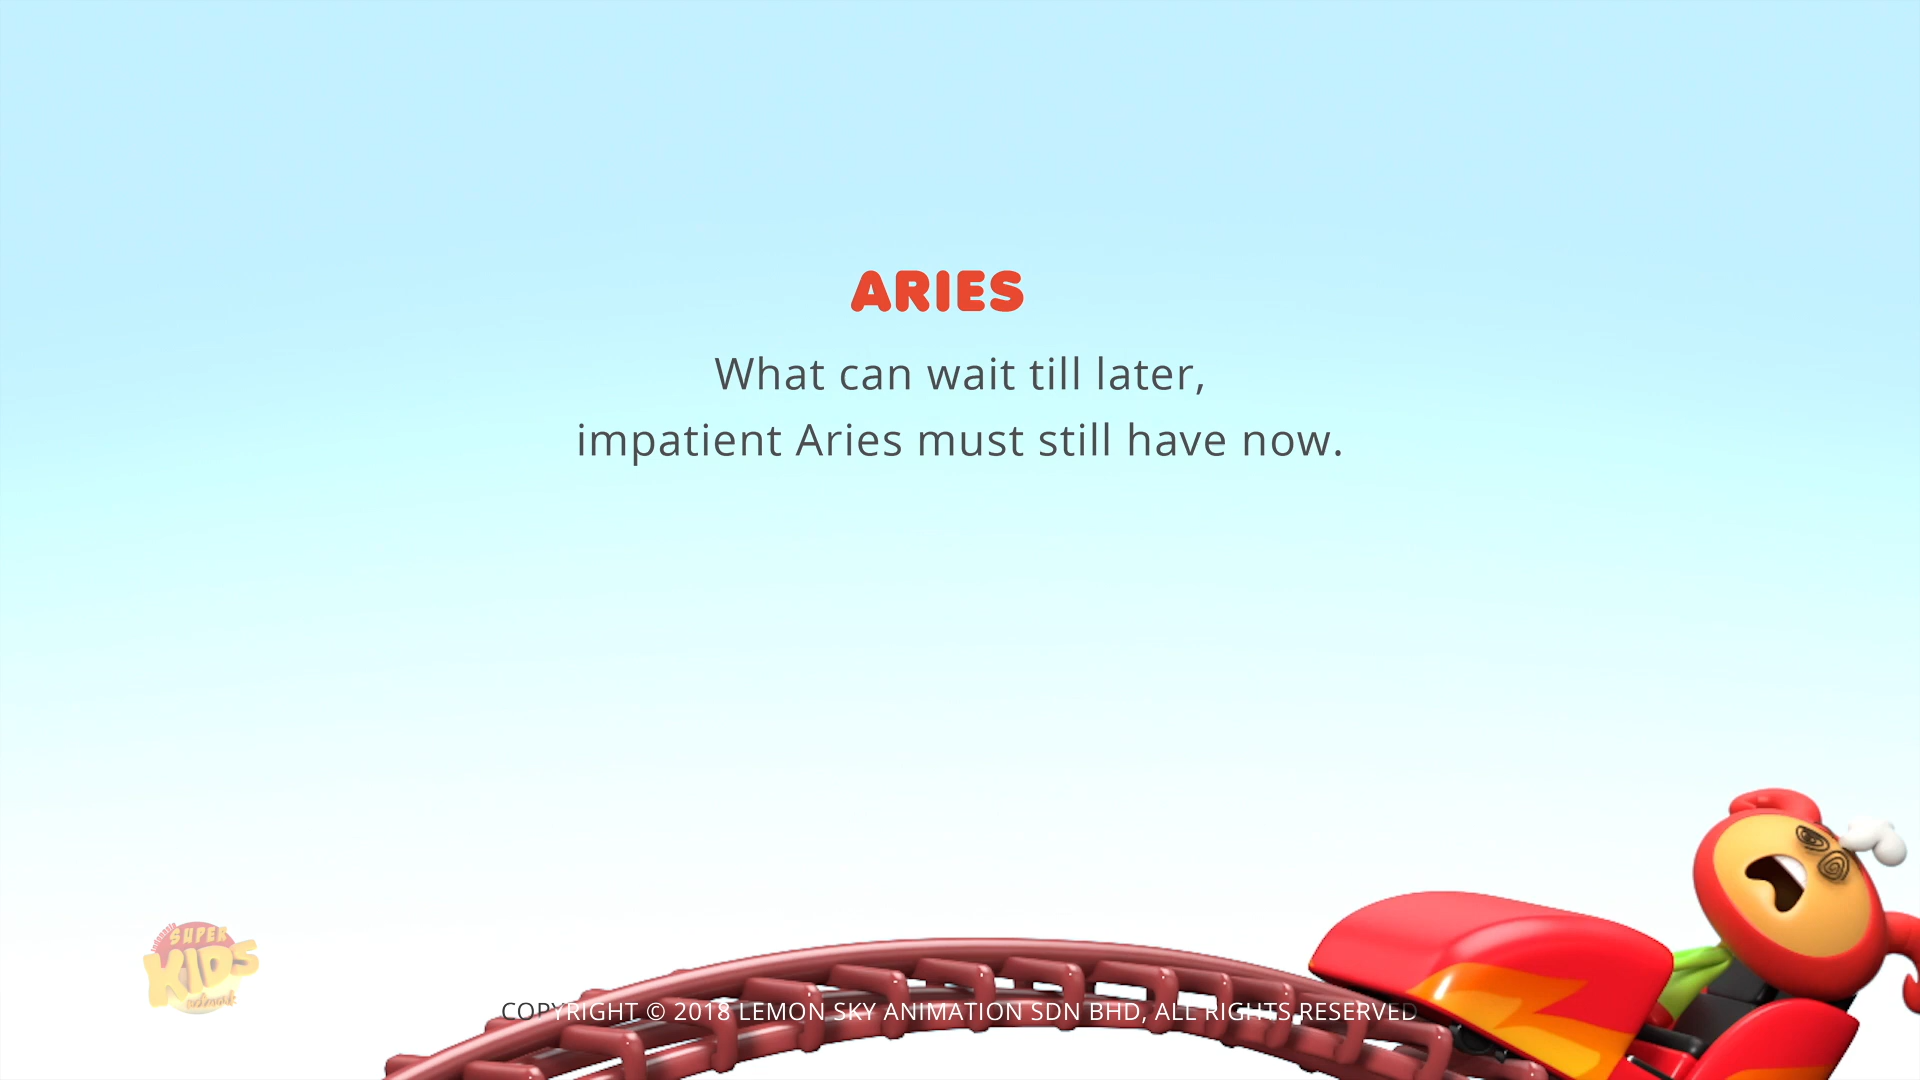 ARIES
What can wait till later,
impatient Aries must still have now.
SUPER
KIDS
network
COPYRIGHT © 2018 LEMON SKY ANIMATION SDN BHD, ALL RIGHTS RESERVED